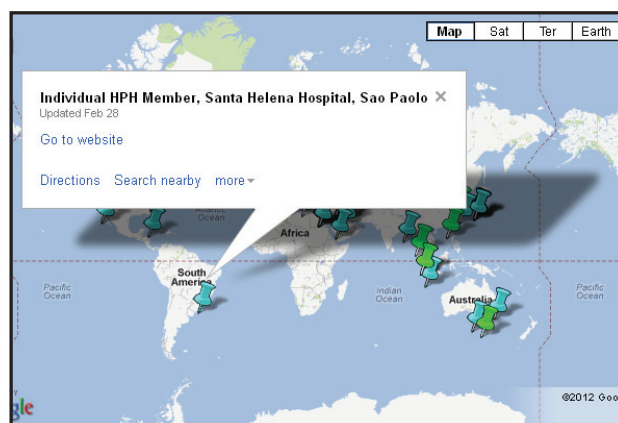 Map Sat Ter Earth
Individual HPH Member, Santa Helena Hospital, Sao Paolo ×
Updated Feb 28
Go to website
Directions Search nearby more
Ocean
Ocean
Africa
South
America
Pacific
Ocean
Indian
Ocean
Australia
Pacific
Ocean
©2012 Goo
gle